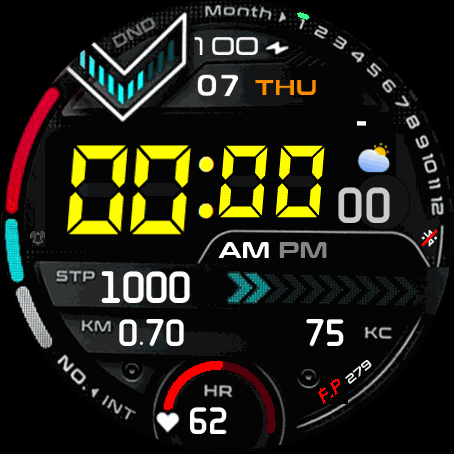 Month 1 2 3 4 5 6 7 8 9 10 11 12
DND
100
07 THU
-
00:00 00
AM PM
STP 1000
KM 0.70 75 KC
NO. INT
HR
62
F.P 279